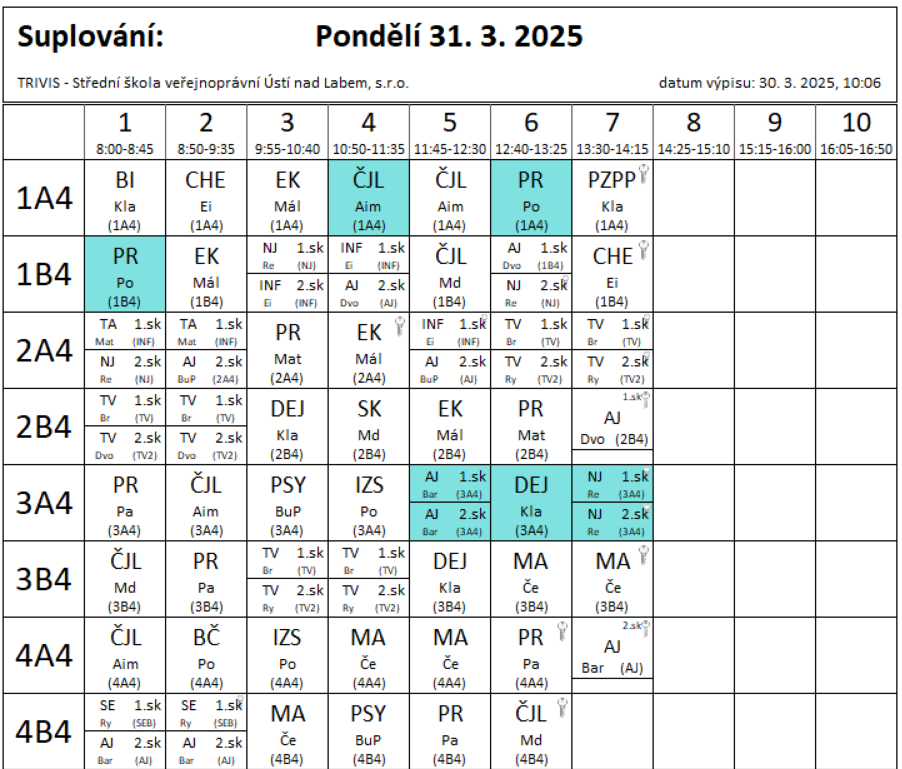 Suplování: Pondělí 31. 3. 2025
TRIVIS - Střední škola veřejnoprávní Ústí nad Labem, s.r.o. datum výpisu: 30. 3. 2025, 10:06
1 2 3 4 5 6 7 8 9 10
8:00-8:45 8:50-9:35 9:55-10:40 10:50-11:35 11:45-12:30 12:40-13:25 13:30-14:15 14:25-15:10 15:15-16:00 16:05-16:50
1A4
BI CHE EK ČJL ČJL PR PZPP
Kla Ei Mál Aim Aim Po Kla
(1A4) (1A4) (1A4) (1A4) (1A4) (1A4) (1A4)
1B4
PR EK NJ 1.sk INF 1.sk ČJL AJ 1.sk CHE
Re (NJ) Ei (INF) Dvo (1B4)
Po Mál INF 2.sk AJ 2.sk Md NJ 2.sk Ei
(1B4) (1B4) Ei (INF) Dvo (AJ) (1B4) Re (NJ) (1B4)
2A4
TA 1.sk TA 1.sk PR EK INF 1.sk TV 1.sk TV 1.sk
Mat (INF) Mat (INF) Ei (INF) Br (TV) Br (TV)
NJ 2.sk AJ 2.sk Mat Mál AJ 2.sk TV 2.sk TV 2.sk
Re (NJ) BuP (2A4) (2A4) (2A4) BuP (AJ) Ry (TV2) Ry (TV2)
2B4
TV 1.sk TV 1.sk DEJ SK EK PR 1.sk
Br (TV) Br (TV) AJ
TV 2.sk TV 2.sk Kla Md Mál Mat Dvo (2B4)
Dvo (TV2) Dvo (TV2) (2B4) (2B4) (2B4) (2B4)
3A4
PR ČJL PSY IZS AJ 1.sk DEJ NJ 1.sk
Bar (3A4) Re (3A4)
Pa Aim BuP Po AJ 2.sk Kla NJ 2.sk
(3A4) (3A4) (3A4) (3A4) Bar (3A4) (3A4) Re (3A4)
3B4
ČJL PR TV 1.sk TV 1.sk DEJ MA MA
Br (TV) Br (TV)
Md Pa TV 2.sk TV 2.sk Kla Če Če
(3B4) (3B4) Ry (TV2) Ry (TV2) (3B4) (3B4) (3B4)
4A4
ČJL BČ IZS MA MA PR 2.sk
AJ
Aim Po Po Če Če Pa Bar (AJ)
(4A4) (4A4) (4A4) (4A4) (4A4) (4A4)
4B4
SE 1.sk SE 1.sk MA PSY PR ČJL
Ry (SEB) Ry (SEB)
AJ 2.sk AJ 2.sk Če BuP Pa Md
Bar (AJ) Bar (AJ) (4B4) (4B4) (4B4) (4B4)